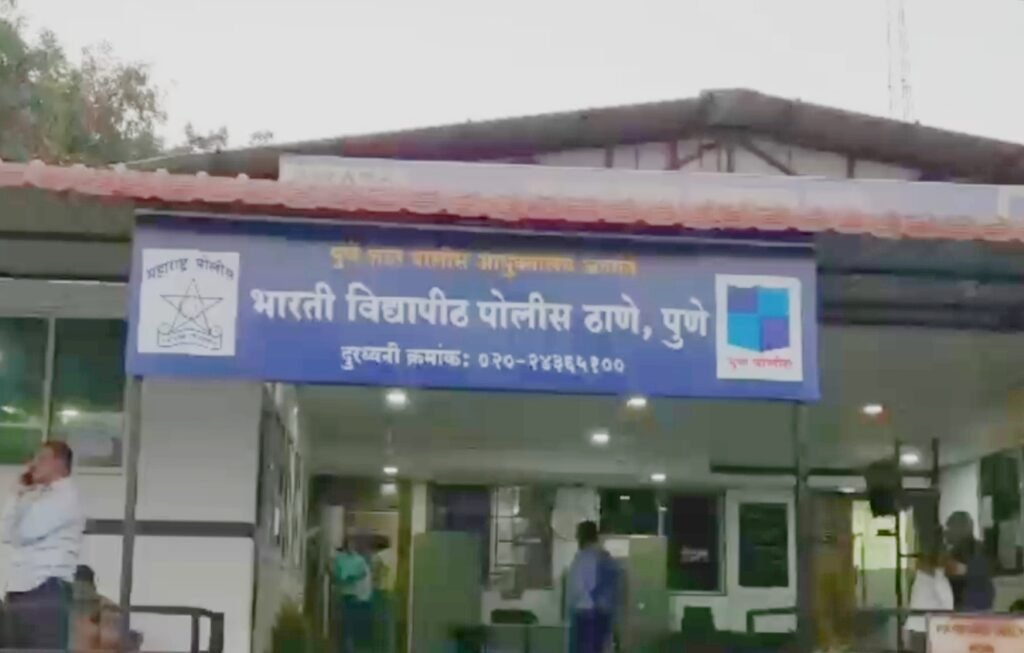 महाराष्ट्र पोलीस
पुणे शहर पोलीस आयुक्तालय
भारती विद्यापीठ पोलीस ठाणे, पुणे
दुरध्वनी क्रमांक: ०२०-२४३६५१००
पुणे पोलीस